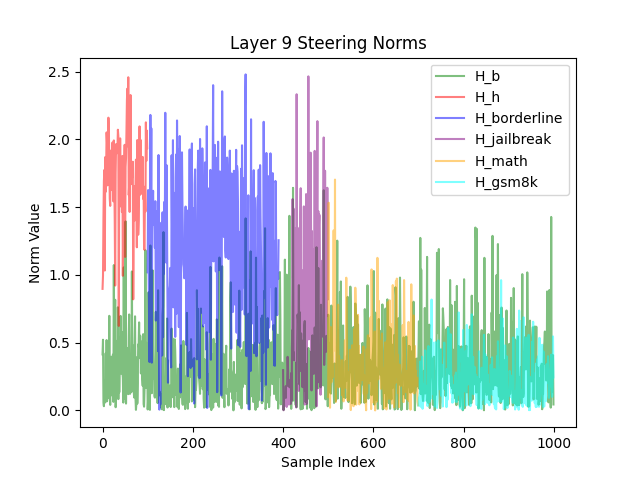 Layer 9 Steering Norms
2.5
2.0
1.5
1.0
0.5
0.0
Norm Value
H_b
H_h
H_borderline
H_jailbreak
H_math
H_gsm8k
0 200 400 600 800 1000
Sample Index